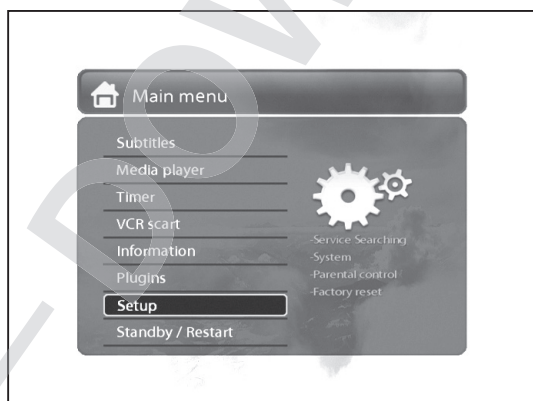 Main menu
Subtitles
Media player
Timer
VCR scart
Information
Plugins
Setup
Standby / Restart
-Service Searching
-System
-Parental control
-Factory reset